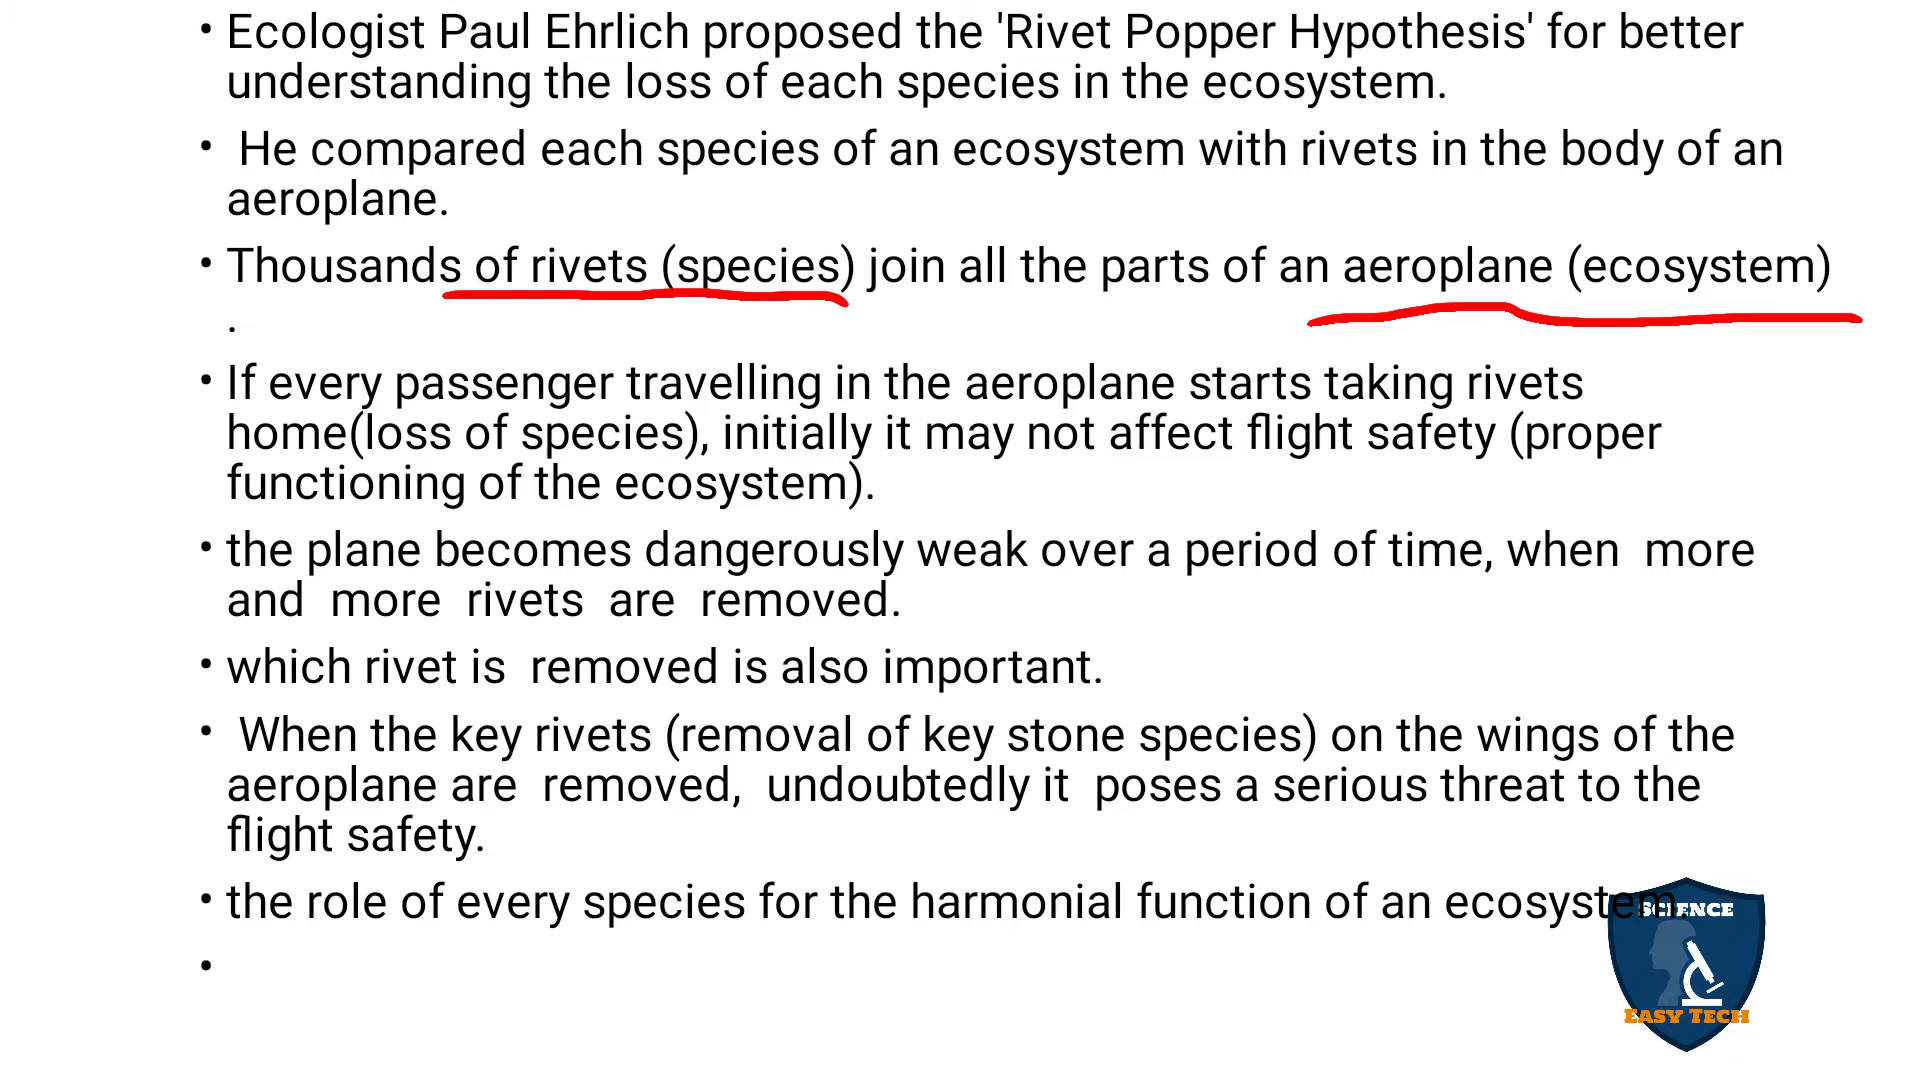 • Ecologist Paul Ehrlich proposed the 'Rivet Popper Hypothesis' for better
understanding the loss of each species in the ecosystem.
• He compared each species of an ecosystem with rivets in the body of an
aeroplane.
• Thousands of rivets (species) join all the parts of an aeroplane (ecosystem)
.
• If every passenger travelling in the aeroplane starts taking rivets
home(loss of species), initially it may not affect flight safety (proper
functioning of the ecosystem).
• the plane becomes dangerously weak over a period of time, when more
and more rivets are removed.
• which rivet is removed is also important.
• When the key rivets (removal of key stone species) on the wings of the
aeroplane are removed, undoubtedly it poses a serious threat to the
flight safety.
• the role of every species for the harmonial function of an ecosystem.
•
SCIENCE
EASY TECH